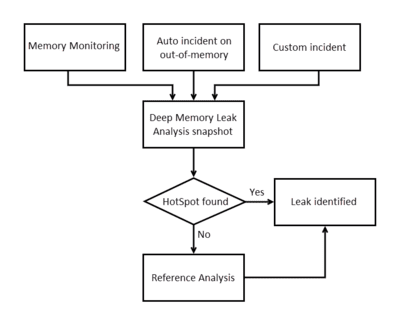 Memory Monitoring
Auto incident on
out-of-memory
Custom incident
Deep Memory Leak
Analysis snapshot
HotSpot found
Yes
Leak identified
No
Reference Analysis